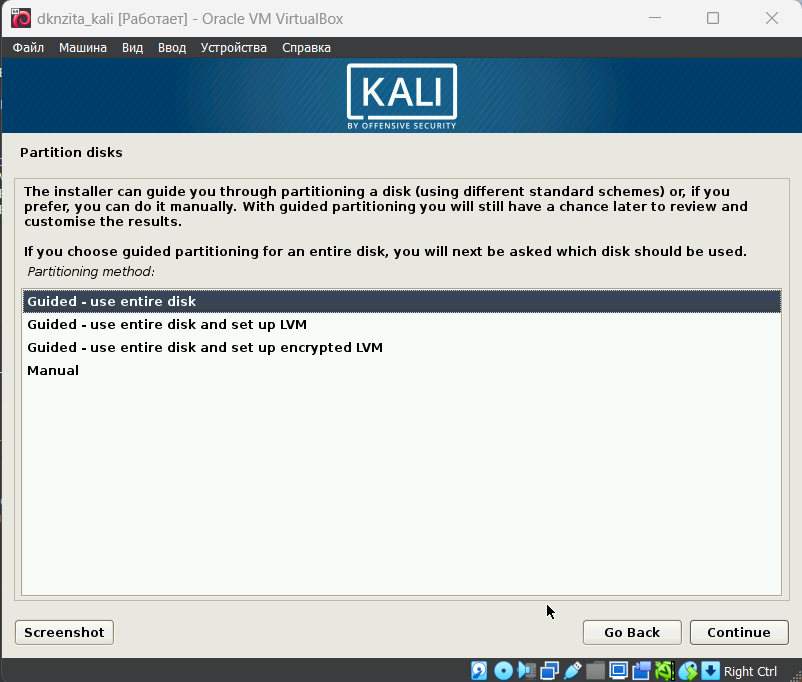 dknzita_kali [Работает] - Oracle VM VirtualBox
Файл Машина Вид Ввод Устройства Справка
KALI
BY OFFENSIVE SECURITY
Partition disks
The installer can guide you through partitioning a disk (using different standard schemes) or, if you
prefer, you can do it manually. With guided partitioning you will still have a chance later to review and
customise the results.
If you choose guided partitioning for an entire disk, you will next be asked which disk should be used.
Partitioning method:
Guided - use entire disk
Guided - use entire disk and set up LVM
Guided - use entire disk and set up encrypted LVM
Manual
Screenshot Go Back Continue
Right Ctrl